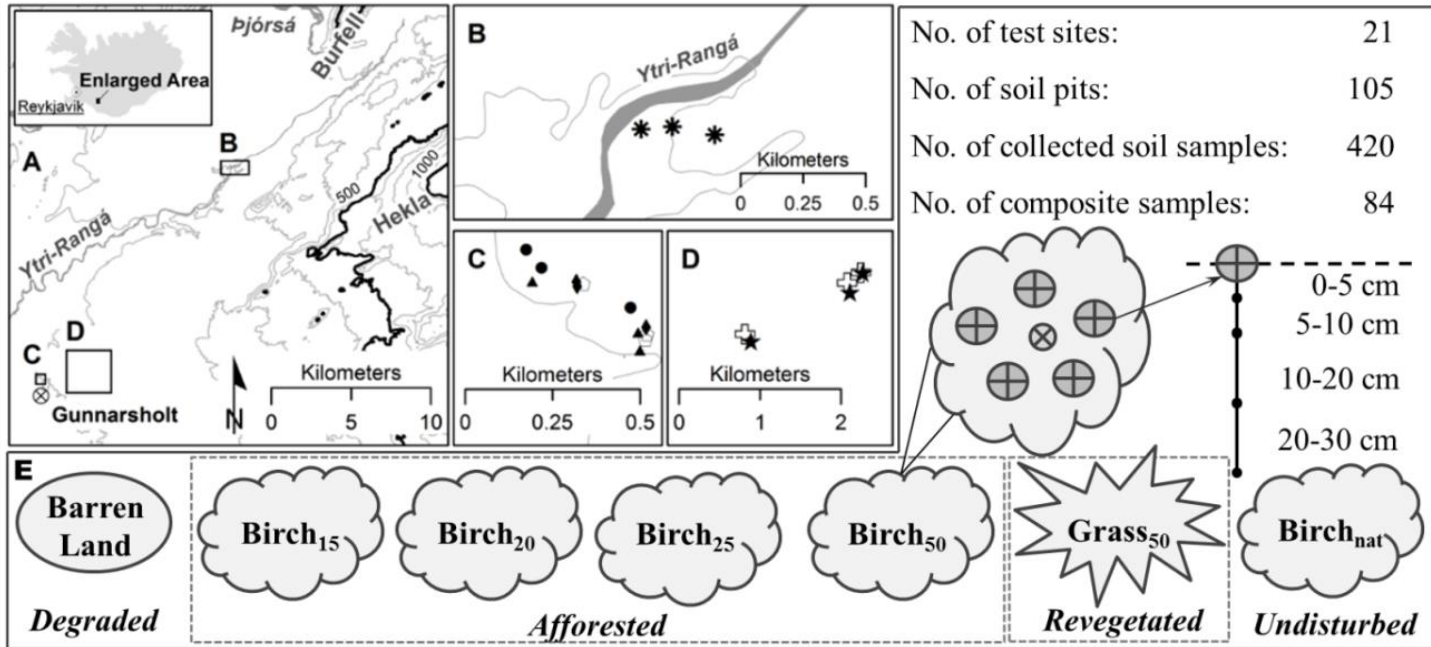 Þjórsá
Burfell
Enlarged Area
Reykjavik
A
B
500
1000
Hekla
Ytri-Rangá
D
C
Gunnarsholt
N
Kilometers
0 5 10
B
Ytri-Rangá
Kilometers
0 0.25 0.5
C
Kilometers
0 0.5
D
Kilometers
0 1 2
No. of test sites: 21
No. of soil pits: 105
No. of collected soil samples: 420
No. of composite samples: 84
0-5 cm
5-10 cm
10-20 cm
20-30 cm
E
Barren
Land
Birch15
Birch20
Birch25
Birch50
Grass50
Birchnat
Degraded
Afforested
Revegetated
Undisturbed